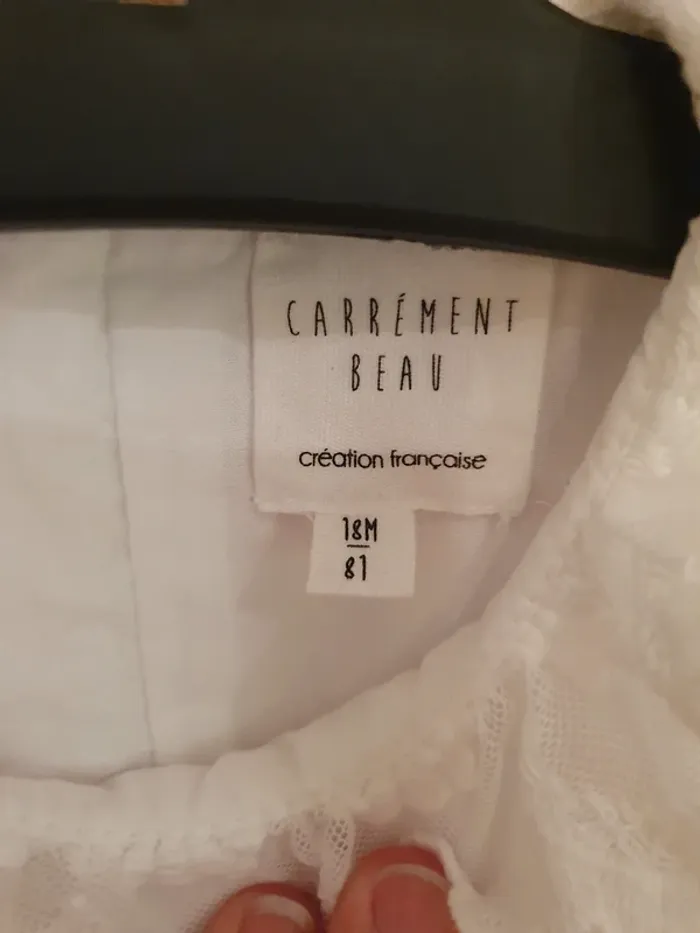 CARRÉMENT
BEAU
création française
18M
81